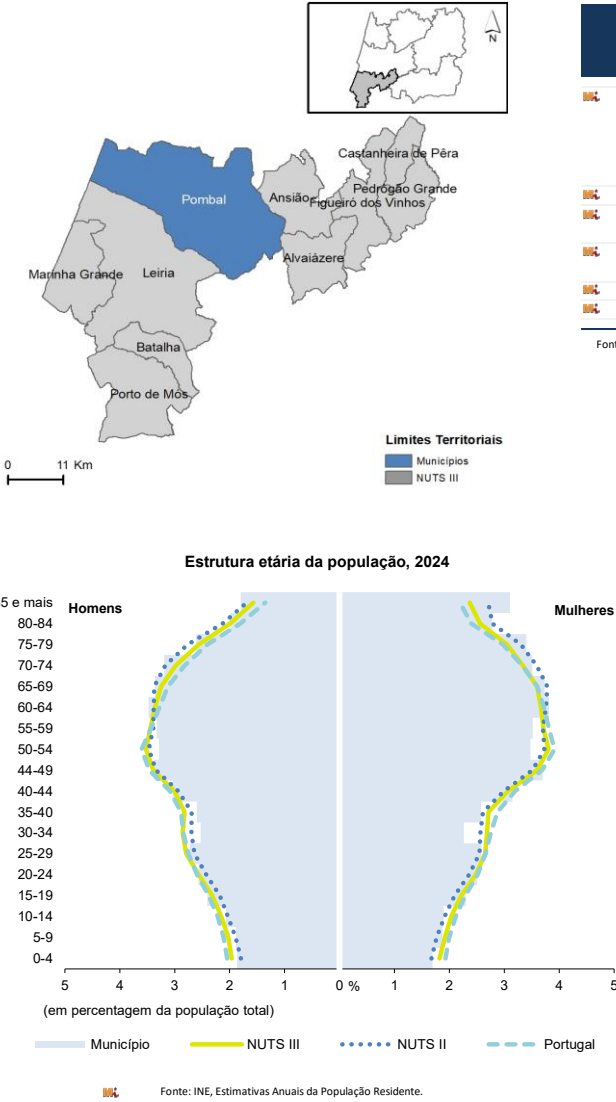 N
Castanheira de Pêra
Pombal
Ansião
Pedrógão Grande
Figueiró dos Vinhos
Alvaiázere
Marinha Grande
Leiria
Batalha
Porto de Mós
Limites Territoriais
0 11 Km
Municípios
NUTS III
Font
Estrutura etária da população, 2024
5 e mais
Homens
Mulheres
80-84
75-79
70-74
65-69
60-64
55-59
50-54
44-49
40-44
35-40
30-34
25-29
20-24
15-19
10-14
5-9
0-4
5 4 3 2 1 0 % 1 2 3 4 5
(em percentagem da população total)
Município NUTS III NUTS II Portugal
Fonte: INE, Estimativas Anuais da População Residente.